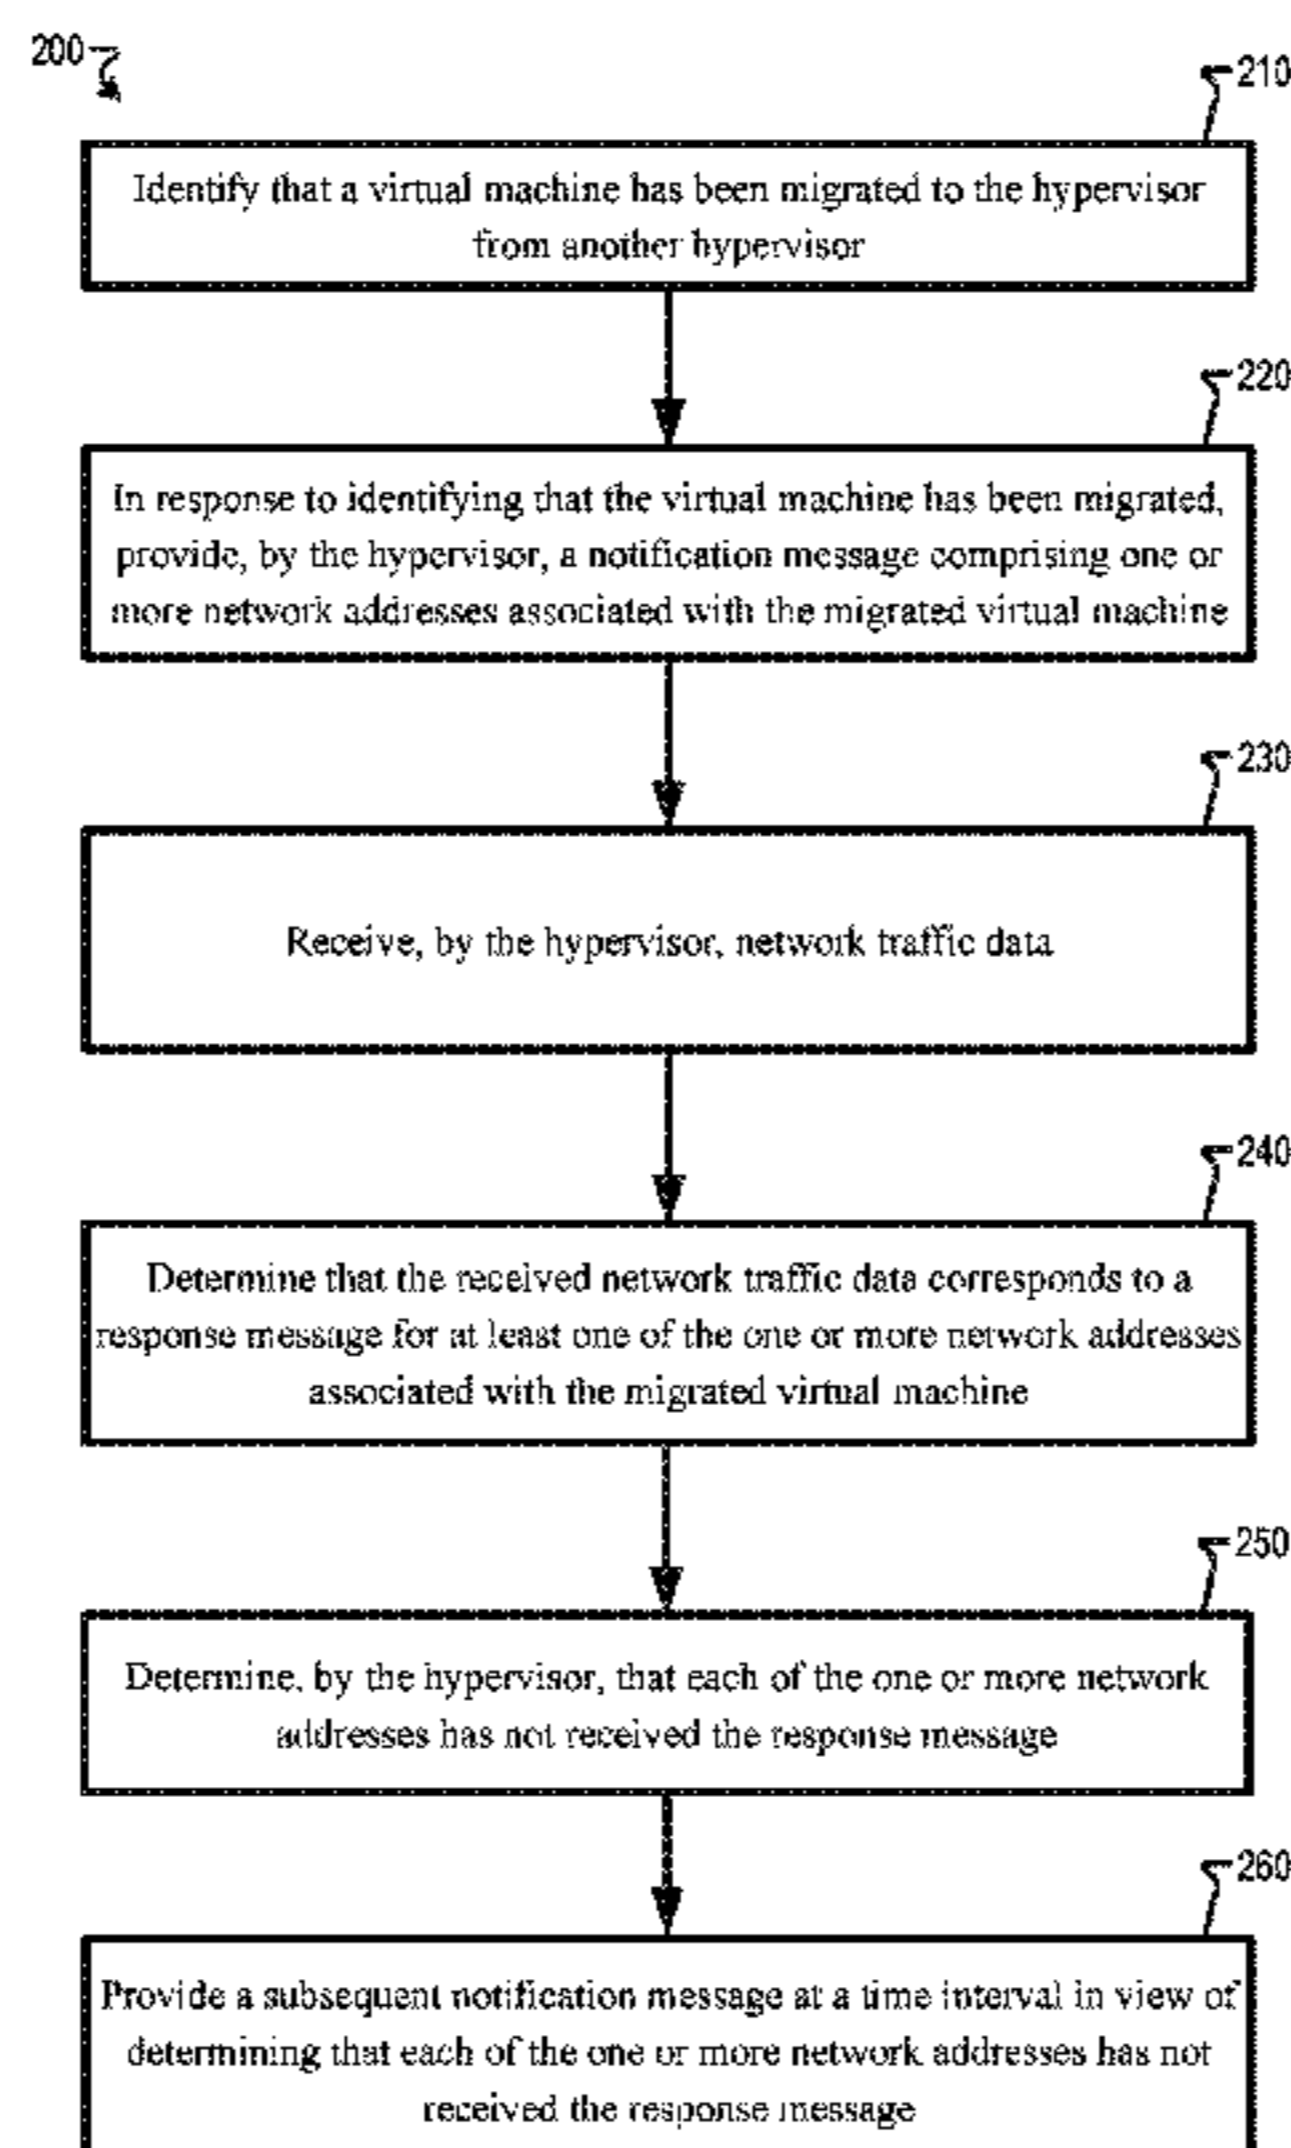 200
210
Identify that a virtual machine has been migrated to the hypervisor
from another hypervisor
220
In response to identifying that the virtual machine has been migrated,
provide, by the hypervisor, a notification message comprising one or
more network addresses associated with the migrated virtual machine
230
Receive, by the hypervisor, network traffic data
240
Determine that the received network traffic data corresponds to a
response message for at least one of the one or more network addresses
associated with the migrated virtual machine
250
Determine, by the hypervisor, that each of the one or more network
addresses has not received the response message
260
Provide a subsequent notification message at a time interval in view of
determining that each of the one or more network addresses has not
received the response message